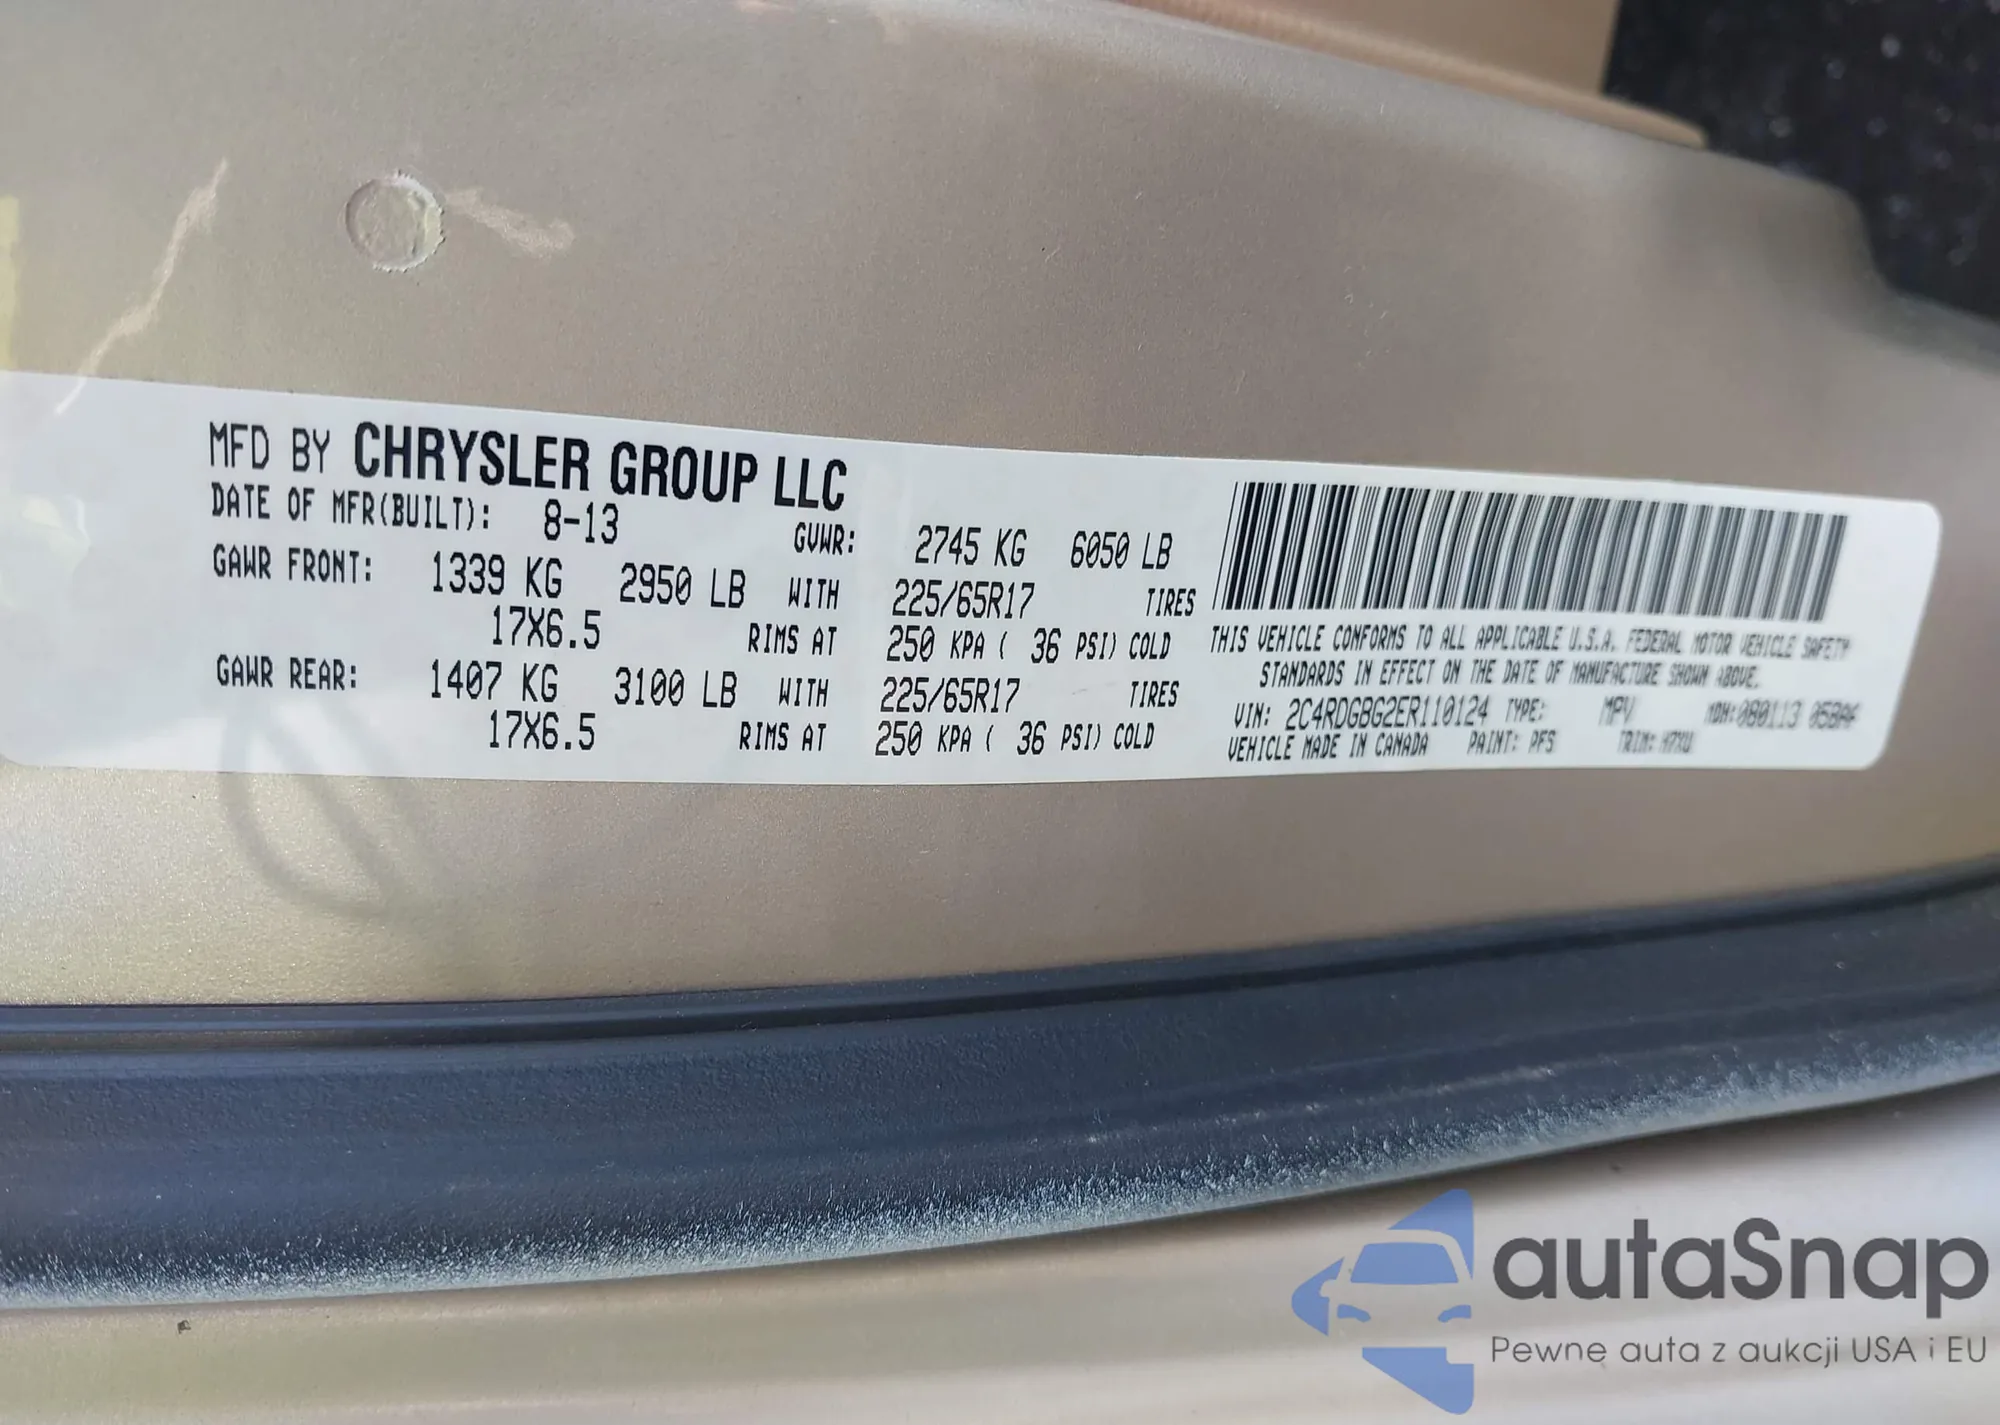 MFD BY CHRYSLER GROUP LLC
DATE OF MFR(BUILT): 8-13 GVWR: 2745 KG 6050 LB
GAWR FRONT: 1339 KG 2950 LB WITH 225/65R17 TIRES
17X6.5 RIMS AT 250 KPA ( 36 PSI) COLD
GAWR REAR: 1407 KG 3100 LB WITH 225/65R17 TIRES
17X6.5 RIMS AT 250 KPA ( 36 PSI) COLD
THIS VEHICLE CONFORMS TO ALL APPLICABLE U.S.A. FEDERAL MOTOR VEHICLE SAFETY
STANDARDS IN EFFECT ON THE DATE OF MANUFACTURE SHOWN ABOVE.
VIN: 2C4RDGBG2ER110124 TYPE: MPV MDH:080113
VEHICLE MADE IN CANADA PAINT: PFS TRIM:
autaSnap
Pewne auta z aukcji USA i EU